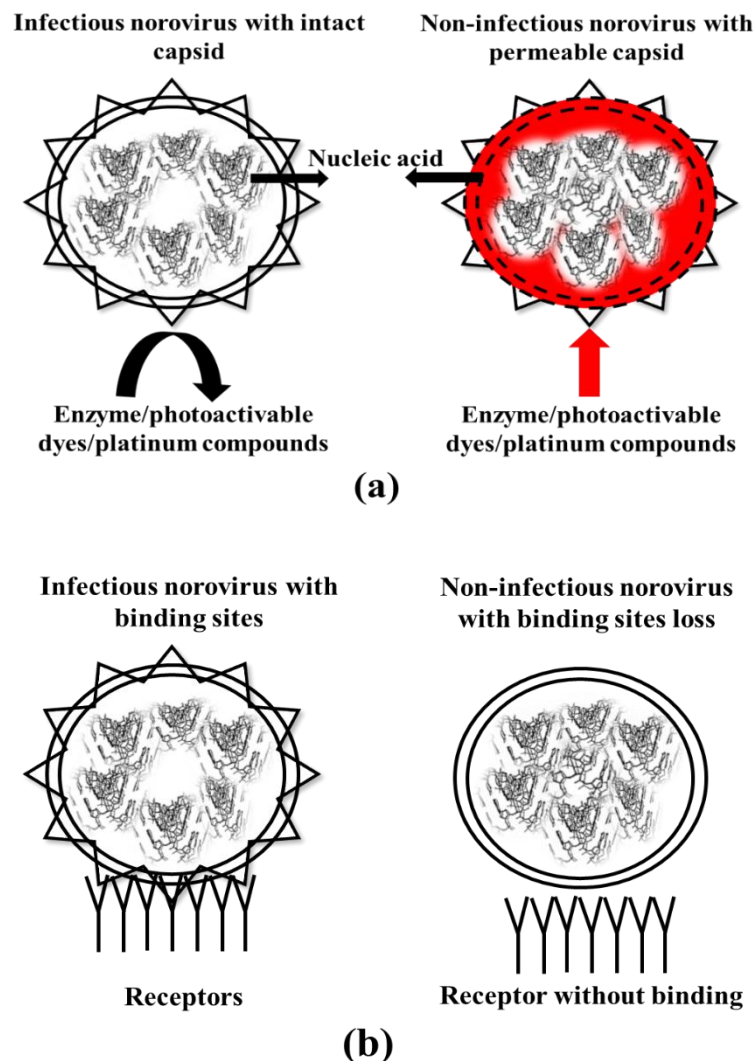 Infectious norovirus with intact
capsid
Non-infectious norovirus with
permeable capsid
Nucleic acid
Enzyme/photoactivable
dyes/platinum compounds
Enzyme/photoactivable
dyes/platinum compounds
(a)
Infectious norovirus with
binding sites
Non-infectious norovirus
with binding sites loss
Receptors
Receptor without binding
(b)